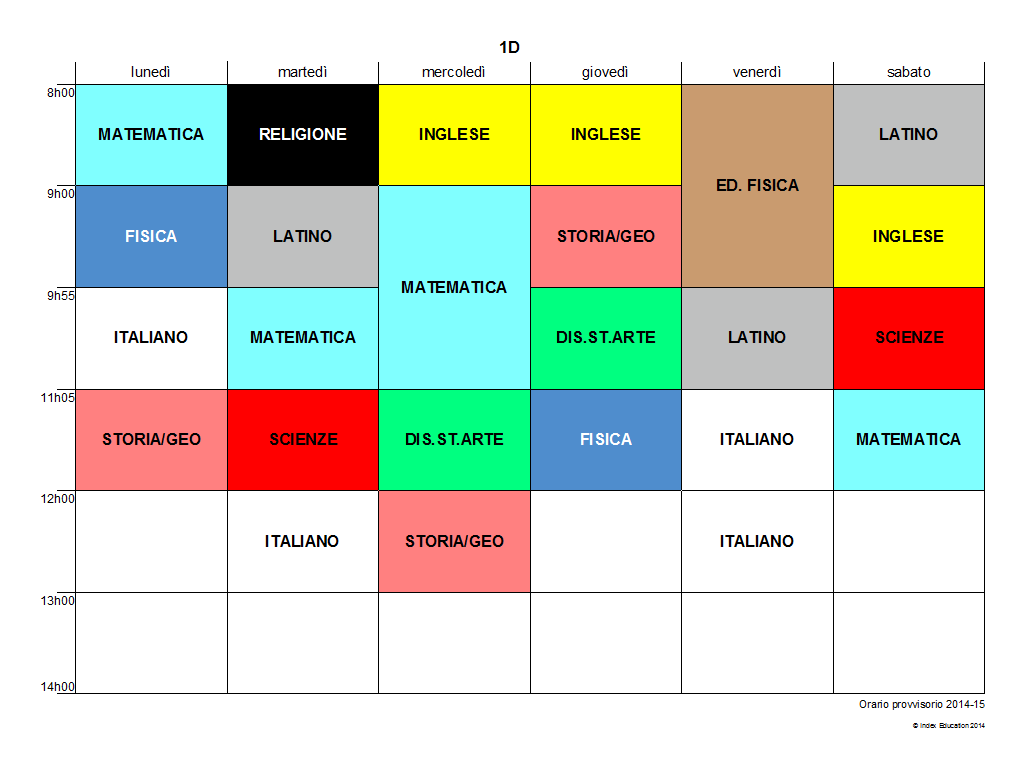 1D
lunedì martedì mercoledì giovedì venerdì sabato
8h00
MATEMATICA RELIGIONE INGLESE INGLESE ED. FISICA LATINO
9h00
FISICA LATINO MATEMATICA STORIA/GEO INGLESE
9h55
ITALIANO MATEMATICA DIS.ST.ARTE LATINO SCIENZE
11h05
STORIA/GEO SCIENZE DIS.ST.ARTE FISICA ITALIANO MATEMATICA
12h00
ITALIANO STORIA/GEO ITALIANO
13h00
14h00
Orario provvisorio 2014-15
© Index Education 2014